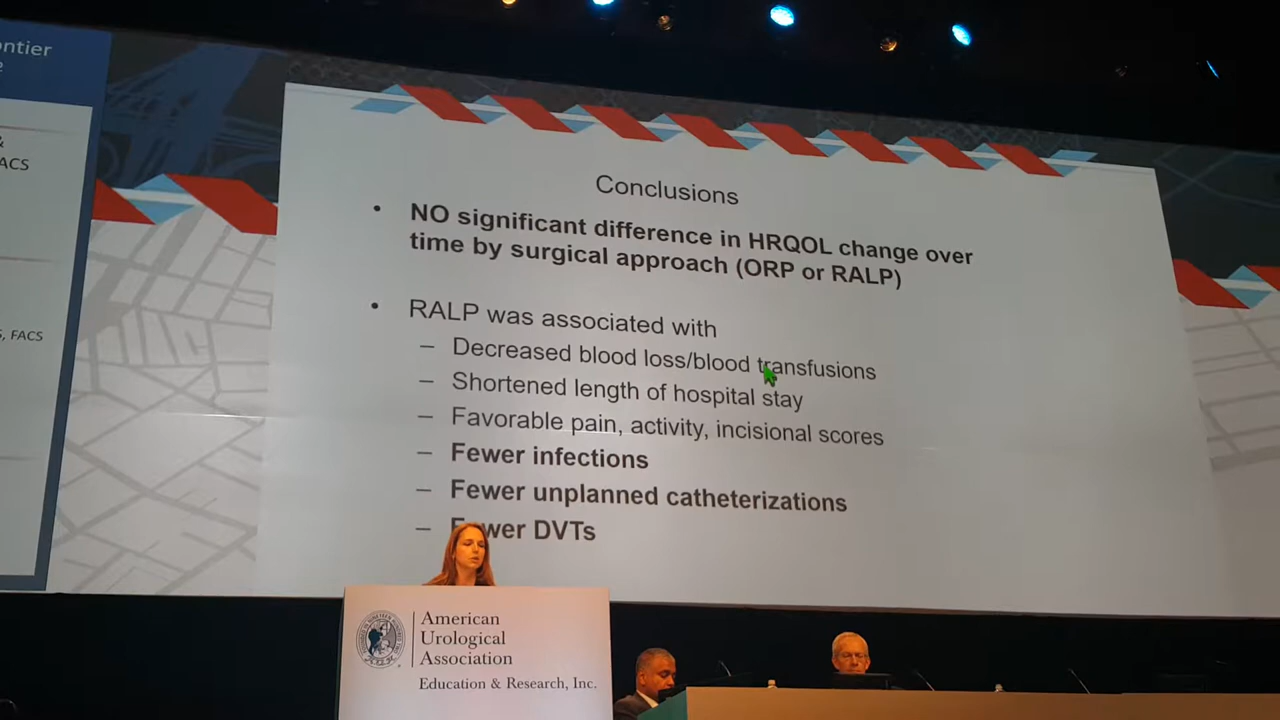 ontier
& 
ACS
S, FACS
Conclusions
• NO significant difference in HRQOL change over
time by surgical approach (ORP or RALP)
• RALP was associated with
– Decreased blood loss/blood transfusions
– Shortened length of hospital stay
– Favorable pain, activity, incisional scores
– Fewer infections
– Fewer unplanned catheterizations
– Fewer DVTs
American
Urological
Association
Education & Research, Inc.